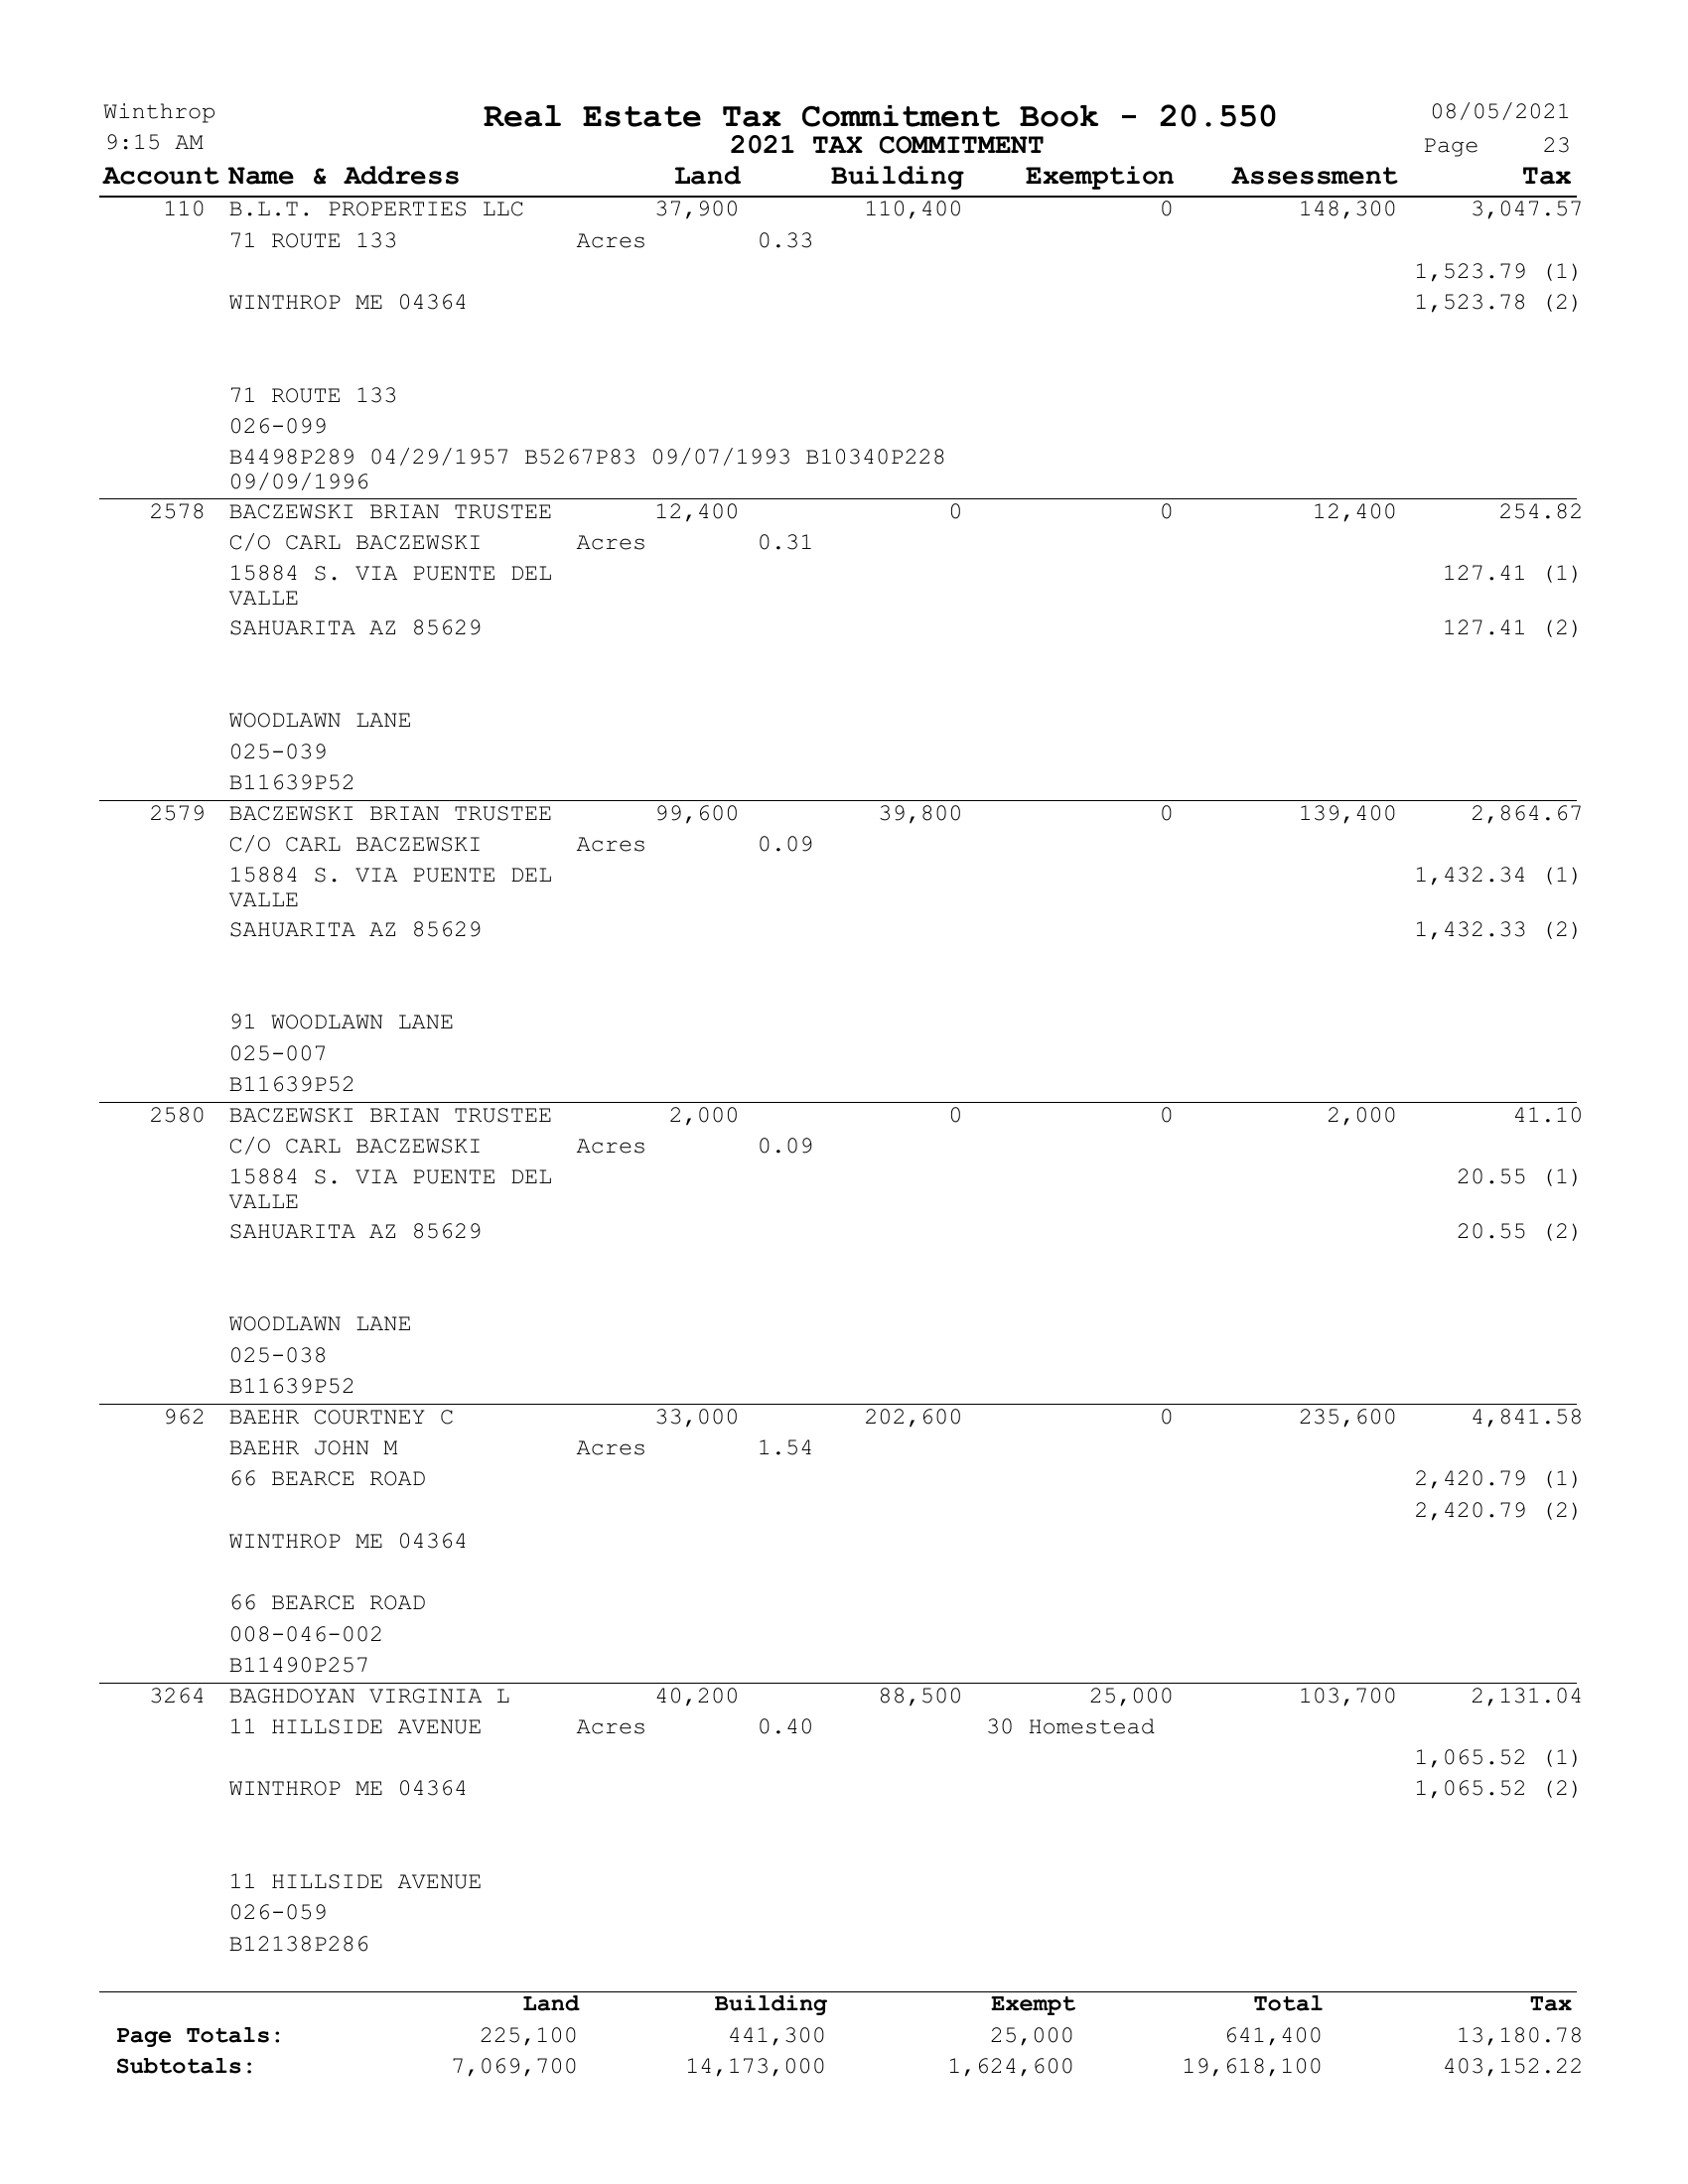 Winthrop Real Estate Tax Commitment Book - 20.550 08/05/2021
9:15 AM 2021 TAX COMMITMENT Page 23
Account Name & Address Land Building Exemption Assessment Tax
110 B.L.T. PROPERTIES LLC 37,900 110,400 0 148,300 3,047.57
71 ROUTE 133 Acres 0.33
1,523.79 (1)
WINTHROP ME 04364 1,523.78 (2)
71 ROUTE 133
026-099
B4498P289 04/29/1957 B5267P83 09/07/1993 B10340P228
09/09/1996
2578 BACZEWSKI BRIAN TRUSTEE 12,400 0 0 12,400 254.82
C/O CARL BACZEWSKI Acres 0.31
15884 S. VIA PUENTE DEL 127.41 (1)
VALLE
SAHUARITA AZ 85629 127.41 (2)
WOODLAWN LANE
025-039
B11639P52
2579 BACZEWSKI BRIAN TRUSTEE 99,600 39,800 0 139,400 2,864.67
C/O CARL BACZEWSKI Acres 0.09
15884 S. VIA PUENTE DEL 1,432.34 (1)
VALLE
SAHUARITA AZ 85629 1,432.33 (2)
91 WOODLAWN LANE
025-007
B11639P52
2580 BACZEWSKI BRIAN TRUSTEE 2,000 0 0 2,000 41.10
C/O CARL BACZEWSKI Acres 0.09
15884 S. VIA PUENTE DEL 20.55 (1)
VALLE
SAHUARITA AZ 85629 20.55 (2)
WOODLAWN LANE
025-038
B11639P52
962 BAEHR COURTNEY C 33,000 202,600 0 235,600 4,841.58
BAEHR JOHN M Acres 1.54
66 BEARCE ROAD 2,420.79 (1)
2,420.79 (2)
WINTHROP ME 04364
66 BEARCE ROAD
008-046-002
B11490P257
3264 BAGHDOYAN VIRGINIA L 40,200 88,500 25,000 103,700 2,131.04
11 HILLSIDE AVENUE Acres 0.40 30 Homestead
1,065.52 (1)
WINTHROP ME 04364 1,065.52 (2)
11 HILLSIDE AVENUE
026-059
B12138P286
Land Building Exempt Total Tax
Page Totals: 225,100 441,300 25,000 641,400 13,180.78
Subtotals: 7,069,700 14,173,000 1,624,600 19,618,100 403,152.22